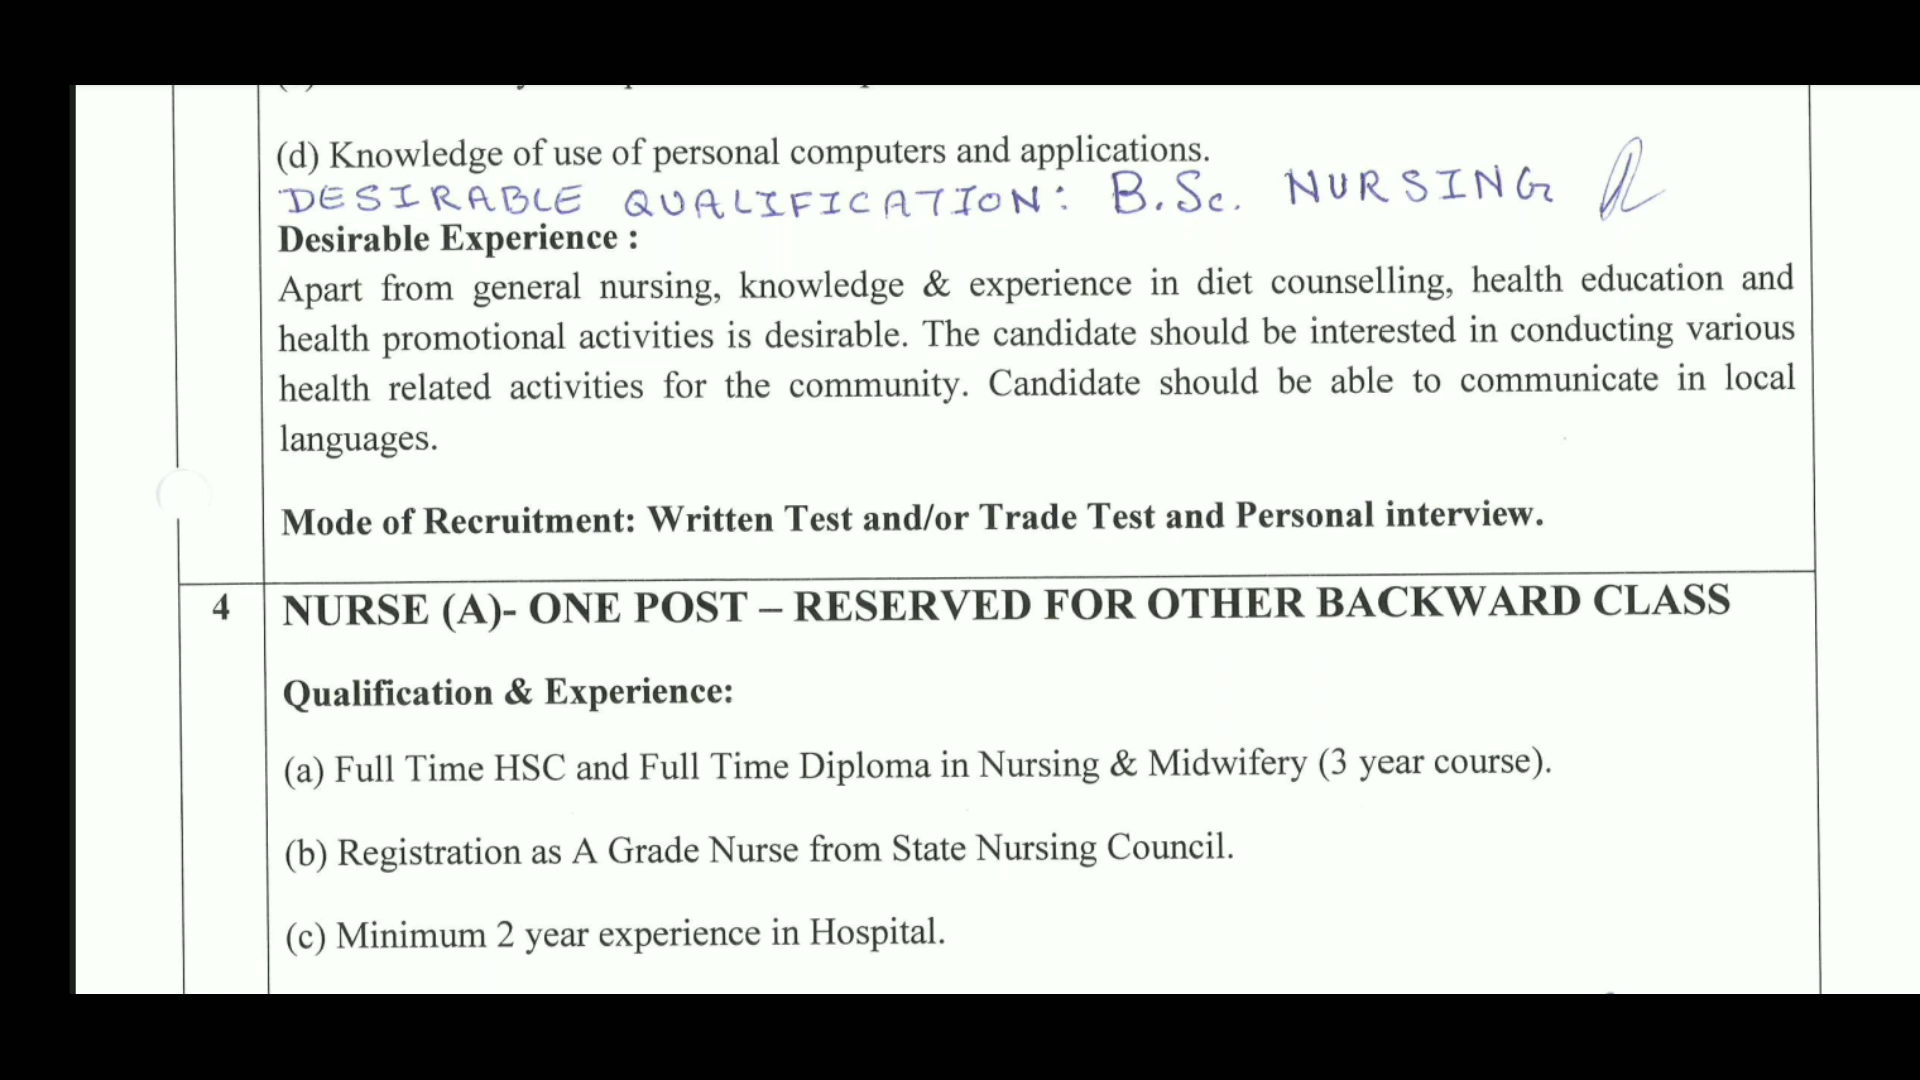 (d) Knowledge of use of personal computers and applications.
DESIRABLE QUALIFICATION: B.Sc. NURSING
Desirable Experience :
Apart from general nursing, knowledge & experience in diet counselling, health education and
health promotional activities is desirable. The candidate should be interested in conducting various
health related activities for the community. Candidate should be able to communicate in local
languages.
Mode of Recruitment: Written Test and/or Trade Test and Personal interview.
4 NURSE (A)- ONE POST – RESERVED FOR OTHER BACKWARD CLASS
Qualification & Experience:
(a) Full Time HSC and Full Time Diploma in Nursing & Midwifery (3 year course).
(b) Registration as A Grade Nurse from State Nursing Council.
(c) Minimum 2 year experience in Hospital.